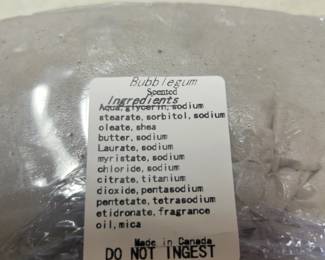 Bubblegum
Scented
Ingredients
Aqua, glycerin, sodium
stearate, sorbitol, sodium
oleate, shea
butter, sodium
Laurate, sodium
myristate, sodium
chloride, sodium
citrate, titanium
dioxide, pentasodium
pentetate, tetrasodium
etidronate, fragrance
oil, mica
Made in Canada
DO NOT INGEST